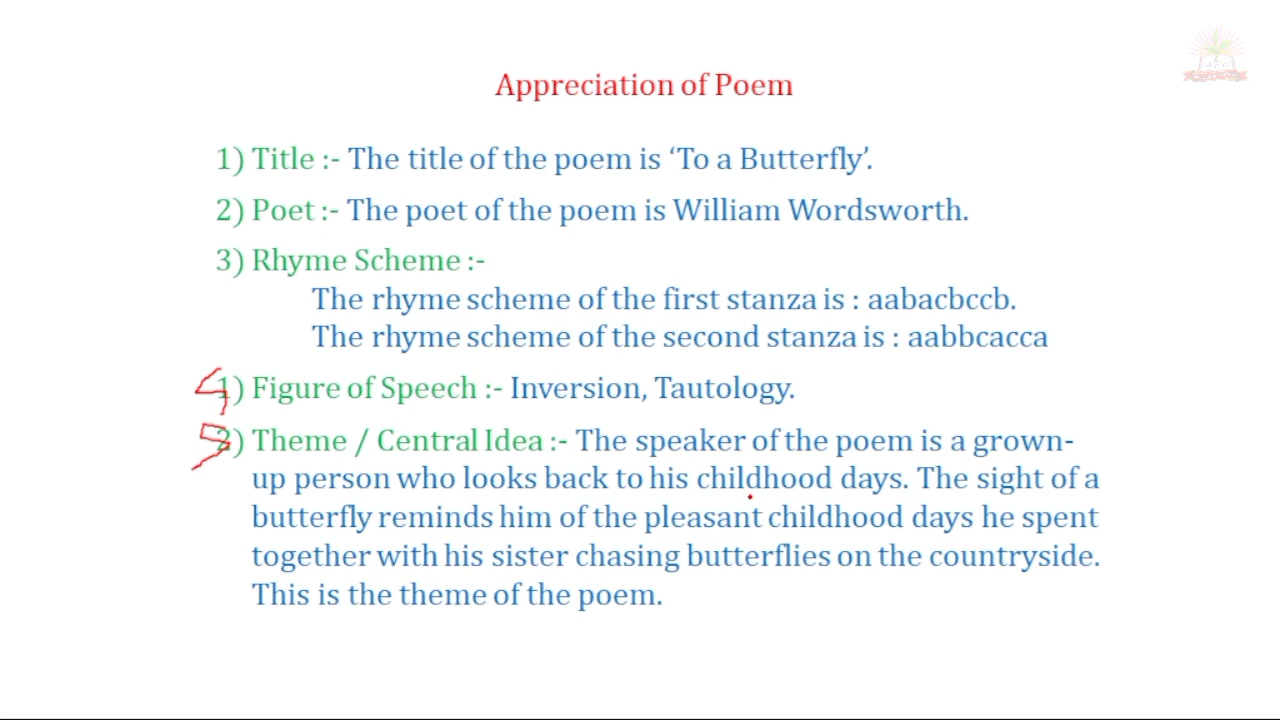 Appreciation of Poem
1) Title :- The title of the poem is ‘To a Butterfly’.
2) Poet :- The poet of the poem is William Wordsworth.
3) Rhyme Scheme :-
The rhyme scheme of the first stanza is : aabacbccb.
The rhyme scheme of the second stanza is : aabbcacca
4) Figure of Speech :- Inversion, Tautology.
5) Theme / Central Idea :- The speaker of the poem is a grown-
up person who looks back to his childhood days. The sight of a
butterfly reminds him of the pleasant childhood days he spent
together with his sister chasing butterflies on the countryside.
This is the theme of the poem.